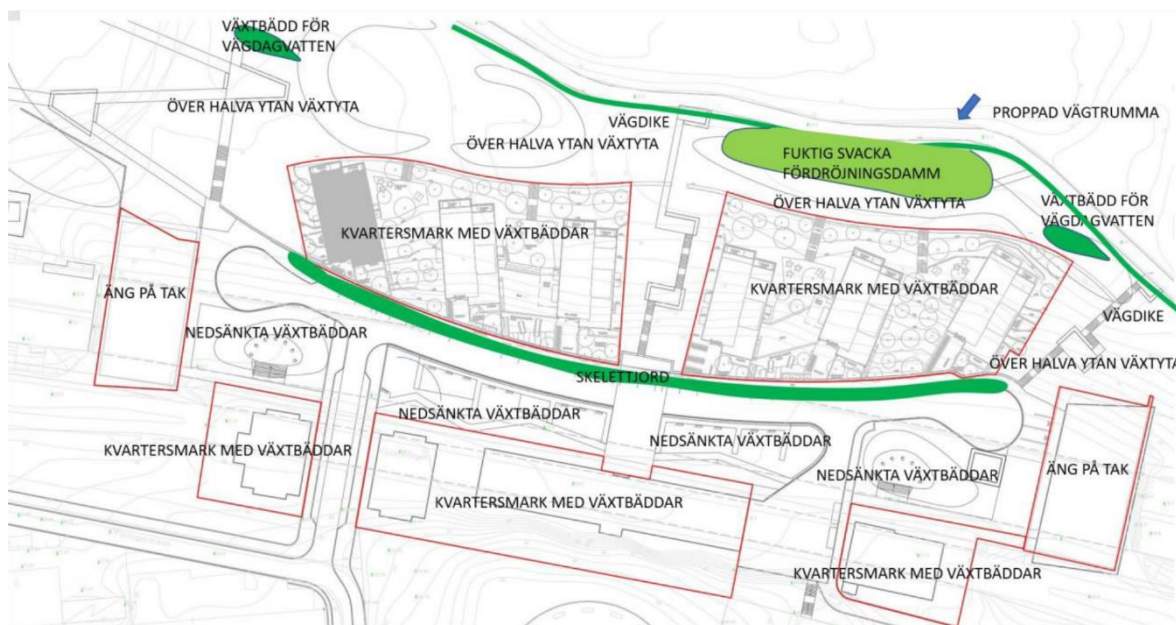 VÄXTBÄDD FÖR
VÄGDAGVATTEN
ÖVER HALVA YTAN VÄXTYTA
VÄGDIKE
ÖVER HALVA YTAN VÄXTYTA
PROPPAD VÄGTRUMMA
FUKTIG SVACKA
FÖRDRÖJNINGSDAMM
ÖVER HALVA YTAN VÄXTYTA
VÄXTBÄDD FÖR
VÄGDAGVATTEN
KVARTERSMARK MED VÄXTBÄDDAR
KVARTERSMARK MED VÄXTBÄDDAR
ÄNG PÅ TAK
VÄGDIKE
NEDSÄNKTA VÄXTBÄDDAR
ÖVER HALVA YTAN VÄXTYTA
SKELETTJORD
NEDSÄNKTA VÄXTBÄDDAR
NEDSÄNKTA VÄXTBÄDDAR
KVARTERSMARK MED VÄXTBÄDDAR
NEDSÄNKTA VÄXTBÄDDAR
ÄNG PÅ TAK
KVARTERSMARK MED VÄXTBÄDDAR
KVARTERSMARK MED VÄXTBÄDDAR